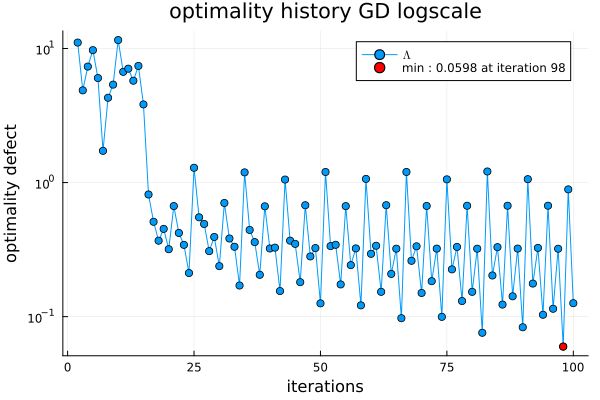 optimality history GD logscale
Λ
min : 0.0598 at iteration 98
optimality defect
10¹
10⁰
10⁻¹
0 25 50 75 100
iterations